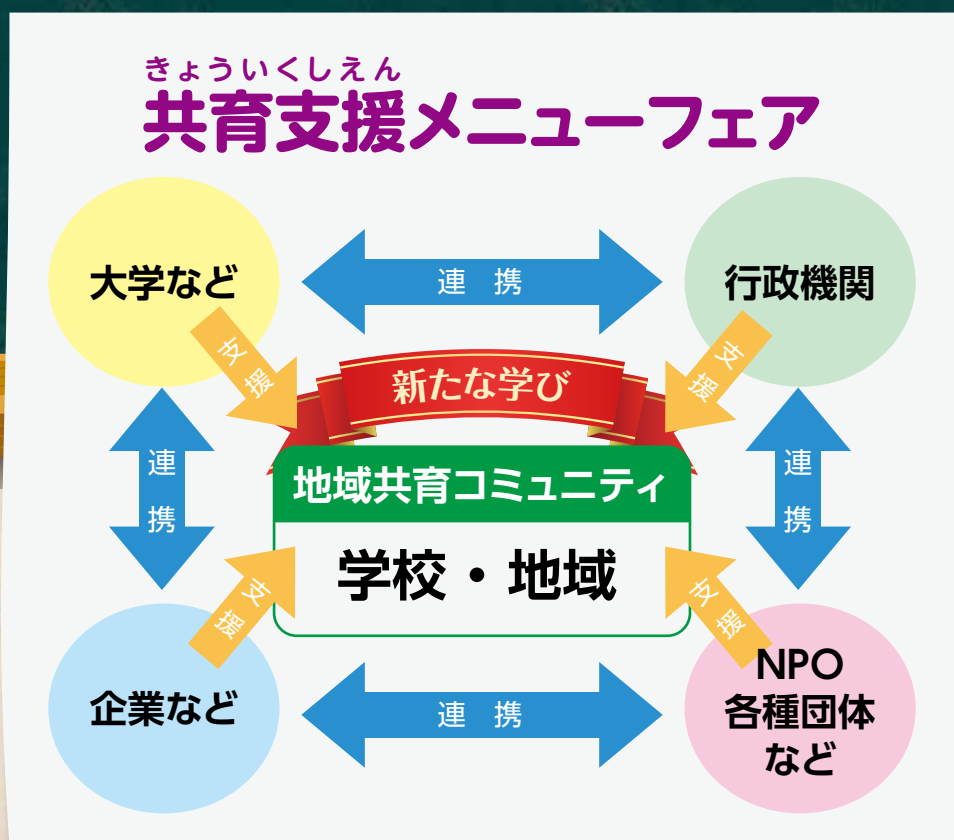 きょういくしえん
共育支援メニューフェア
大学など
連 携
行政機関
支援
支援
新たな学び
地域共育コミュニティ
学校・地域
連携
連携
支援
支援
企業など
連 携
NPO
各種団体
など